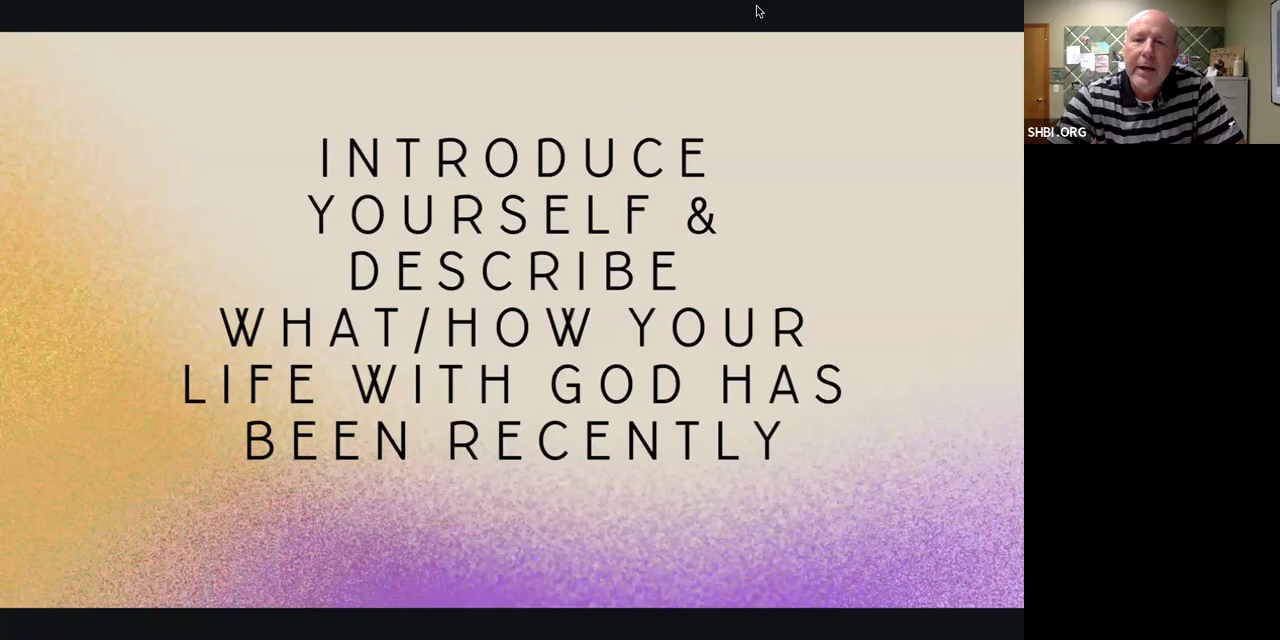 INTRODUCE
YOURSELF &
DESCRIBE
WHAT/HOW YOUR
LIFE WITH GOD HAS
BEEN RECENTLY
SHBI.ORG